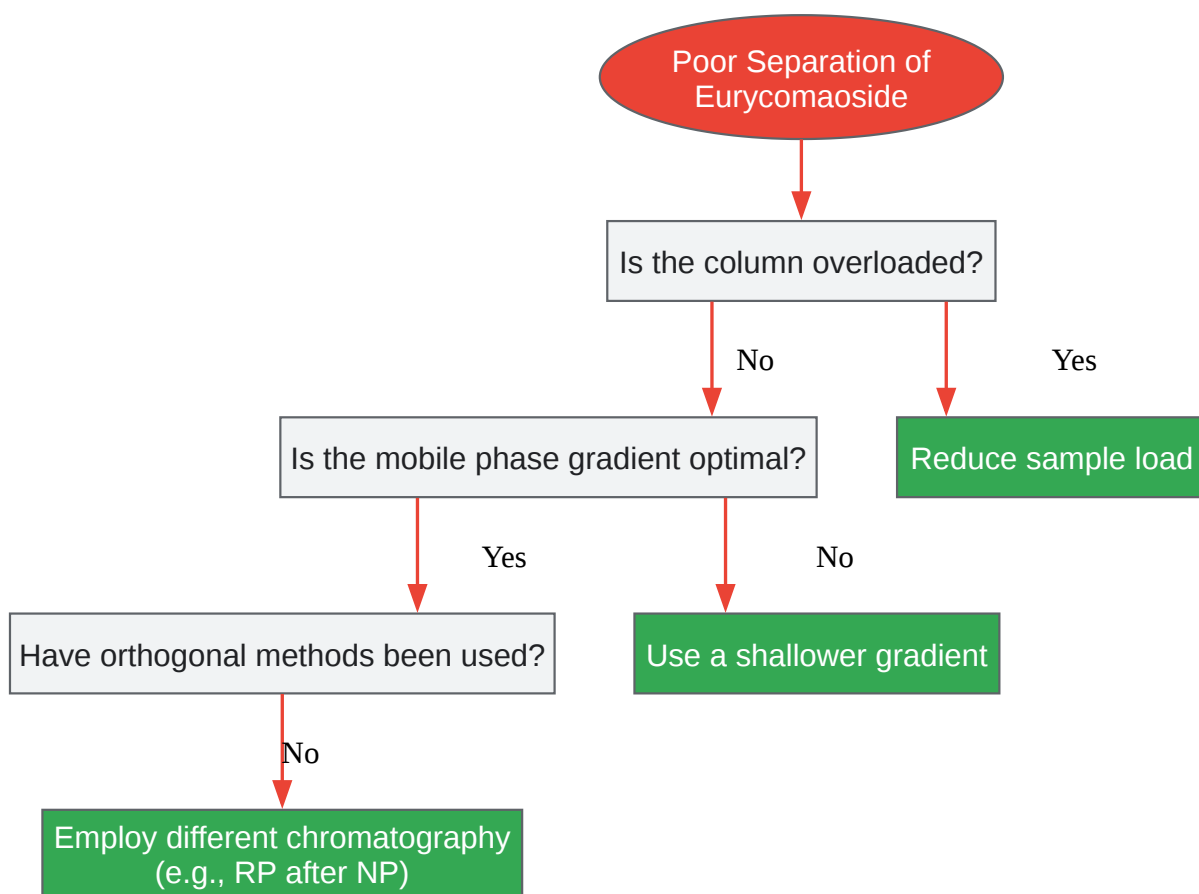 Poor Separation of
Eurycomaoside
Is the column overloaded?
No
Yes
Is the mobile phase gradient optimal?
Reduce sample load
Yes
No
Have orthogonal methods been used?
Use a shallower gradient
No
Employ different chromatography
(e.g., RP after NP)